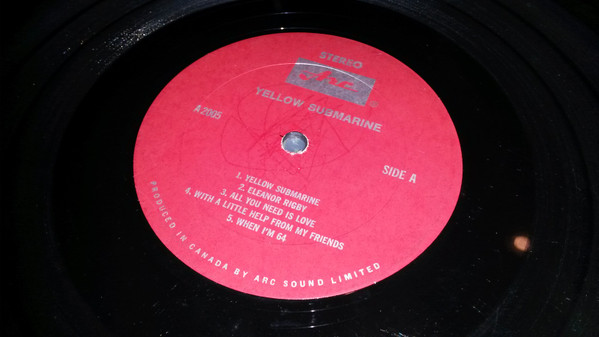 STEREO
®
YELLOW SUBMARINE
A 2005
SIDE A
1. YELLOW SUBMARINE
2. ELEANOR RIGBY
3. ALL YOU NEED IS LOVE
4. WITH A LITTLE HELP FROM MY FRIENDS
5. WHEN I'M 64
PRODUCED IN CANADA BY ARC SOUND LIMITED